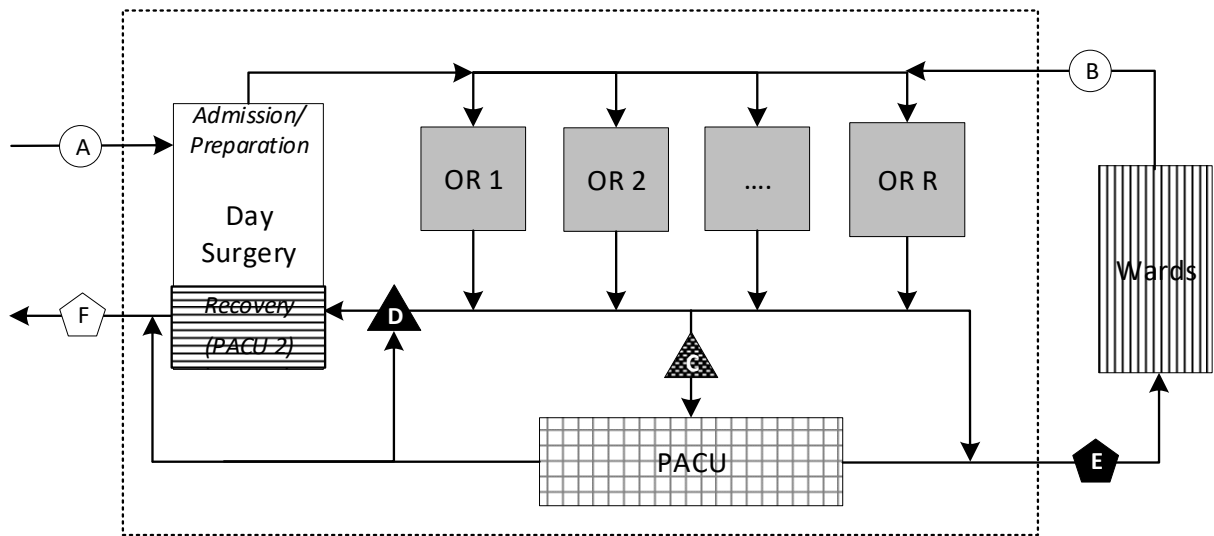 Admission/
Preparation
Day
Surgery
Recovery
(PACU 2)
A
F
OR 1
OR 2
....
OR R
B
D
C
PACU
E
Wards